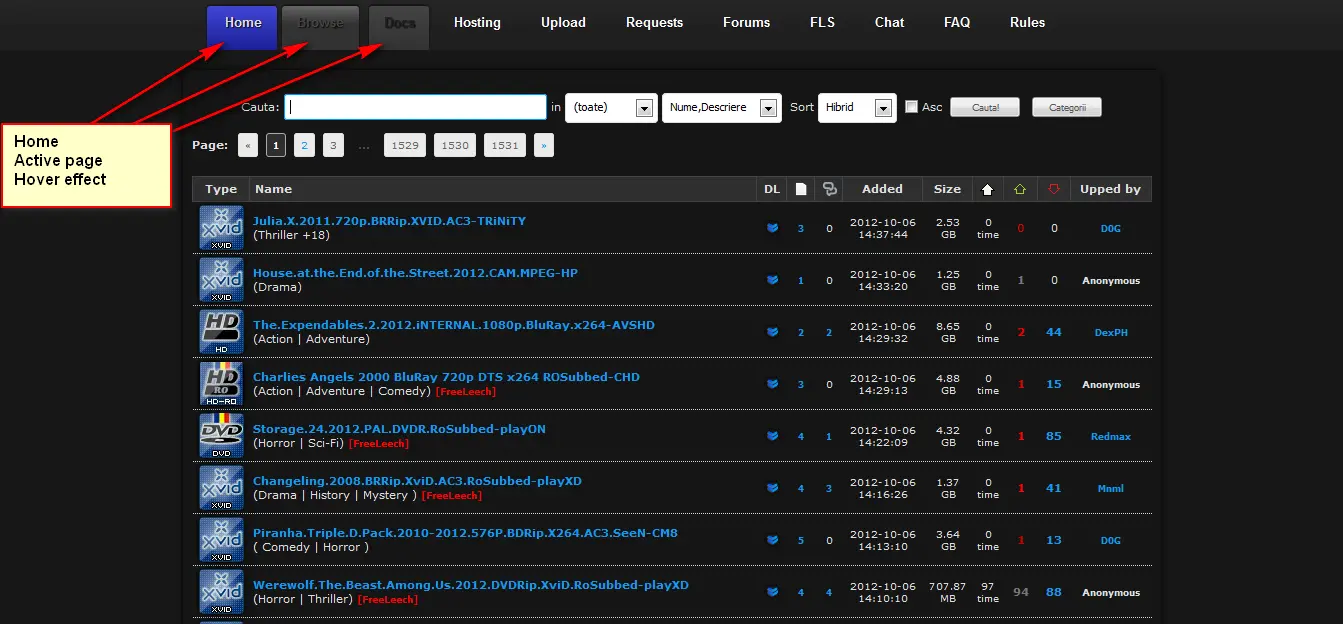 Home Browse Docs Hosting Upload Requests Forums FLS Chat FAQ Rules
Home
Active page
Hover effect
Cauta: in (toate) Nume,Descriere Sort Hibrid Asc Cauta! Categorii
Page: « 1 2 3 ... 1529 1530 1531 »
Type Name DL Added Size Upped by
XVID
Julia.X.2011.720p.BRRip.XVID.AC3-TRiNiTY
(Thriller +18)
3 0 2012-10-06 14:37:44 2.53 GB 0 time 0 0 D0G
XVID
House.at.the.End.of.the.Street.2012.CAM.MPEG-HP
(Drama)
1 0 2012-10-06 14:33:20 1.25 GB 0 time 1 0 Anonymous
HD
The.Expendables.2.2012.iNTERNAL.1080p.BluRay.x264-AVSHD
(Action | Adventure)
2 2 2012-10-06 14:29:32 8.65 GB 0 time 2 44 DexPH
HD-RO
Charlies Angels 2000 BluRay 720p DTS x264 ROSubbed-CHD
(Action | Adventure | Comedy) [FreeLeech]
3 0 2012-10-06 14:29:13 4.88 GB 0 time 1 15 Anonymous
DVD
Storage.24.2012.PAL.DVDR.RoSubbed-playON
(Horror | Sci-Fi) [FreeLeech]
4 1 2012-10-06 14:22:09 4.32 GB 0 time 1 85 Redmax
XVID
Changeling.2008.BRRip.XviD.AC3.RoSubbed-playXD
(Drama | History | Mystery ) [FreeLeech]
4 3 2012-10-06 14:16:26 1.37 GB 0 time 1 41 Mnml
XVID
Piranha.Triple.D.Pack.2010-2012.576P.BDRip.X264.AC3.SeeN-CM8
( Comedy | Horror )
5 0 2012-10-06 14:13:10 3.64 GB 0 time 1 13 D0G
XVID
Werewolf.The.Beast.Among.Us.2012.DVDRip.XviD.RoSubbed-playXD
(Horror | Thriller) [FreeLeech]
4 4 2012-10-06 14:10:10 707.87 MB 97 time 94 88 Anonymous